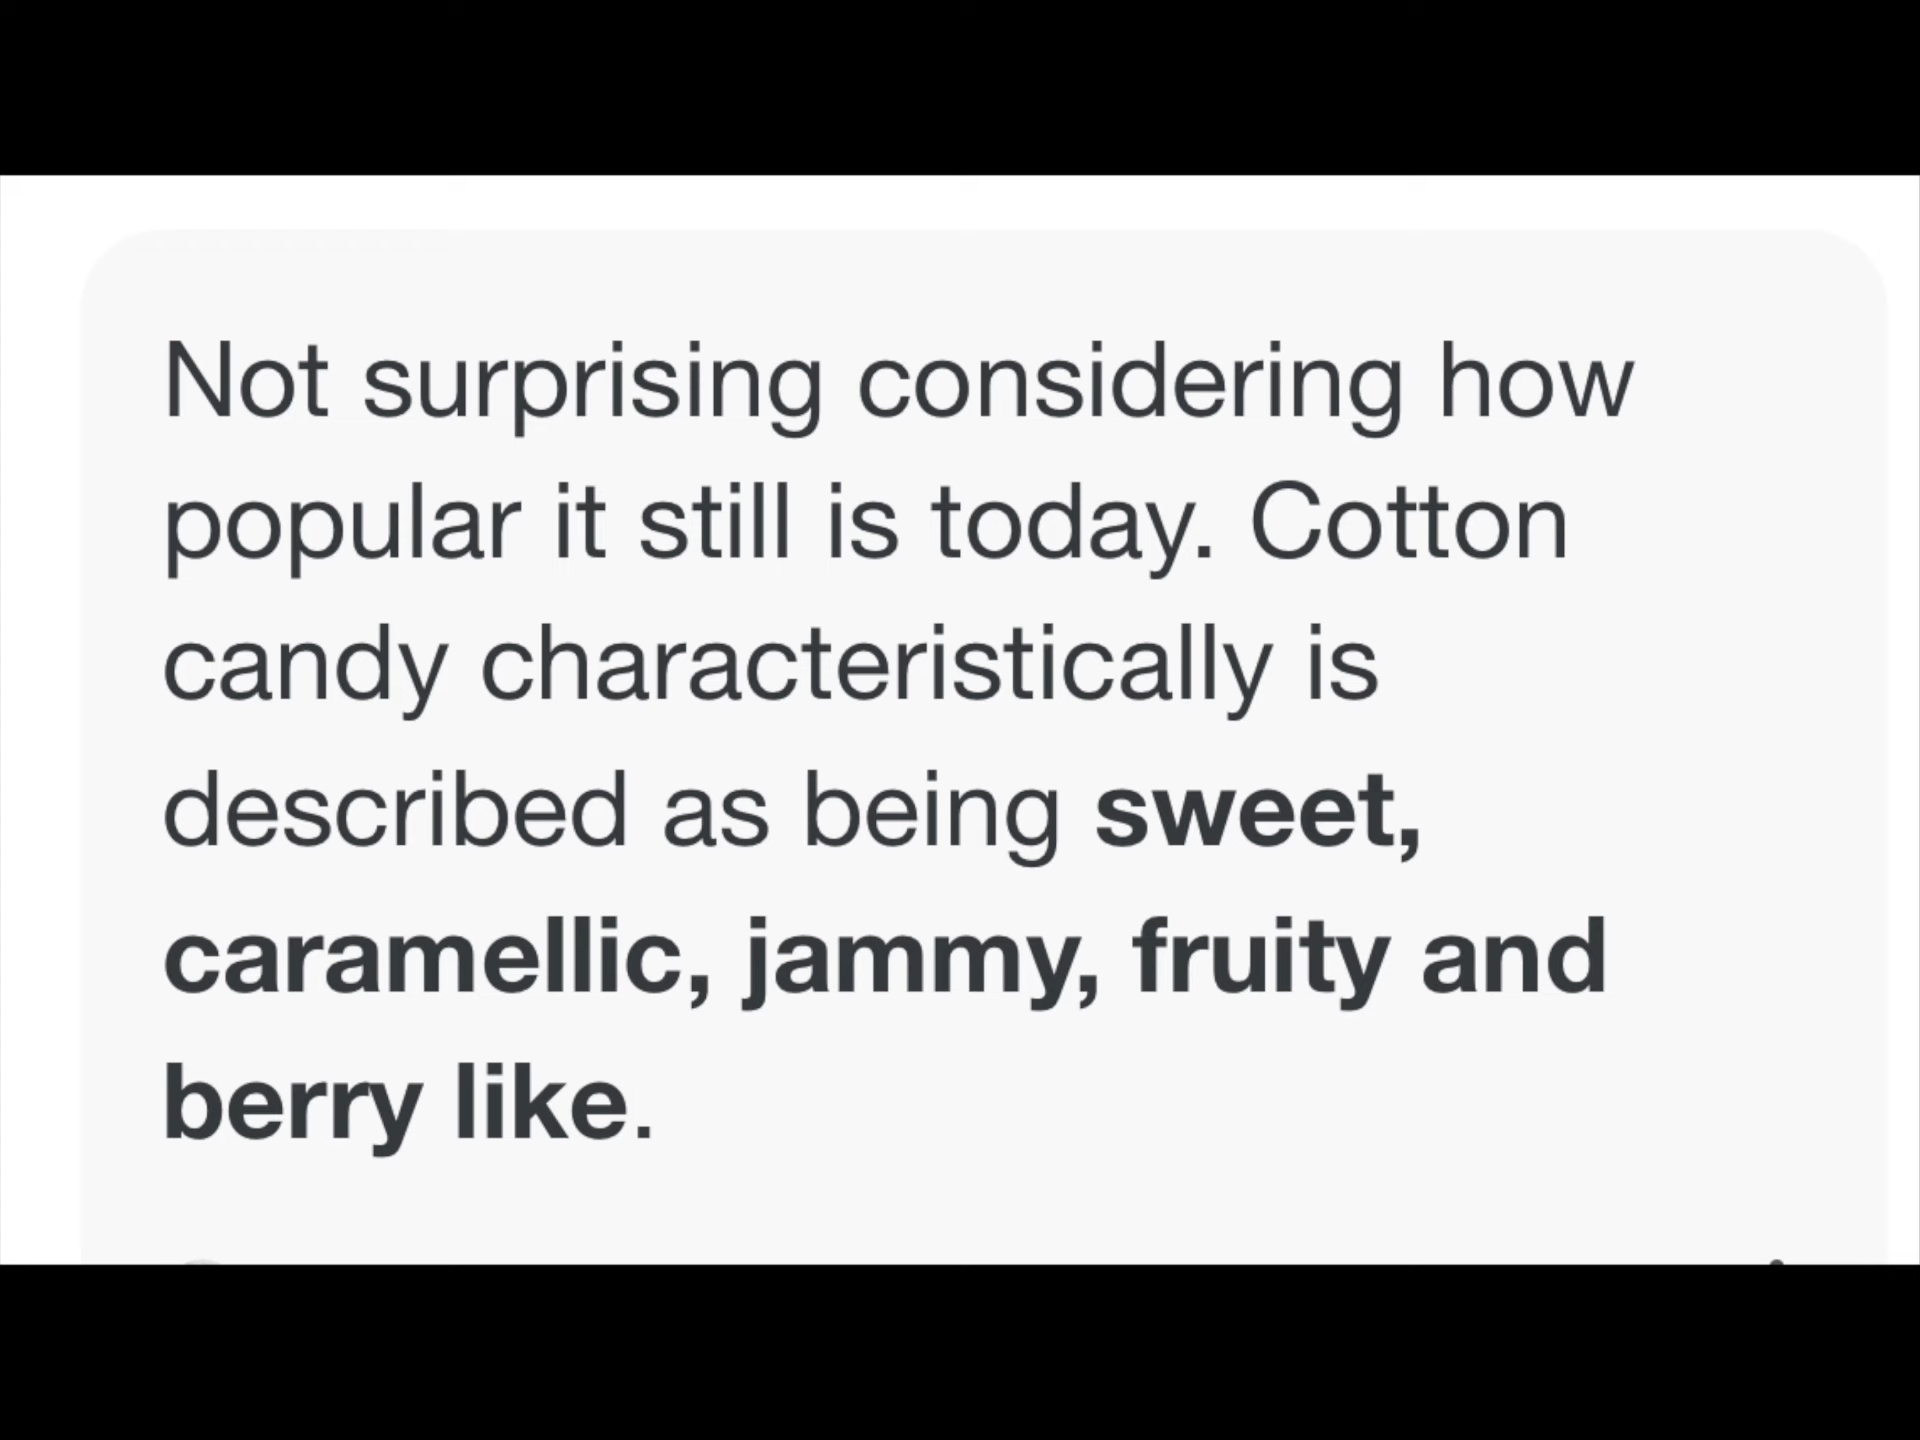 Not surprising considering how
popular it still is today. Cotton
candy characteristically is
described as being sweet,
caramellic, jammy, fruity and
berry like.